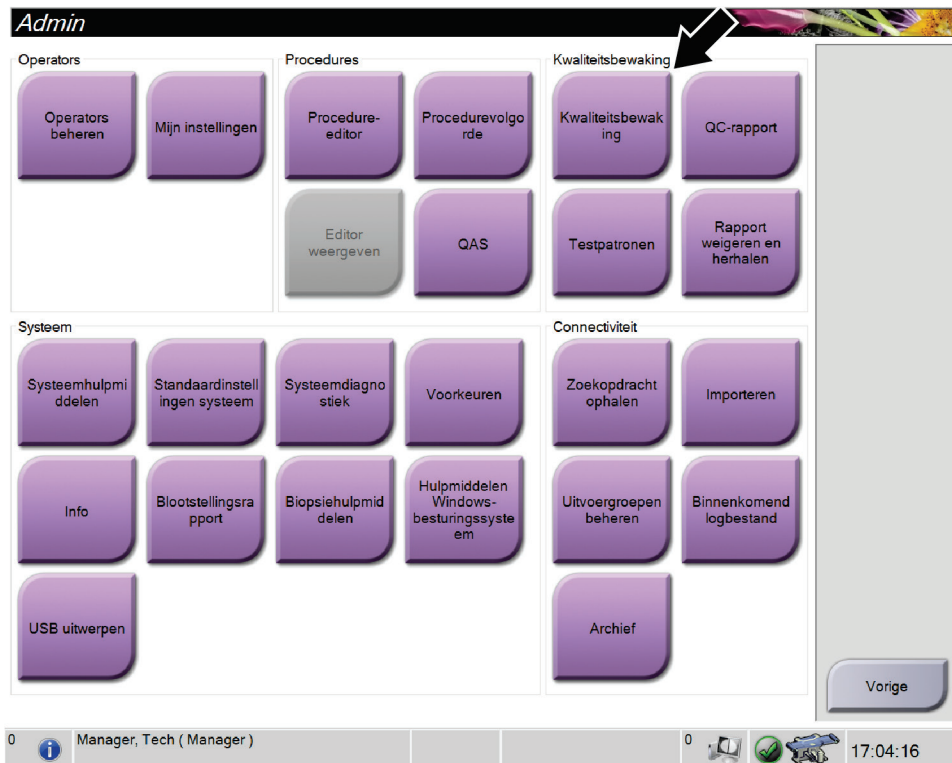 Admin
Operators
Operators
beheren
Mijn instellingen
Procedures
Procedure-
editor
Procedurevolgo
rde
Editor
weergeven
QAS
Kwaliteitsbewaking
Kwaliteitsbewak
ing
QC-rapport
Testpatronen
Rapport
weigeren en
herhalen
Systeem
Systeemhulpmi
ddelen
Standaardinstell
ingen systeem
Systeemdiagno
stiek
Voorkeuren
Info
Blootstellingsra
pport
Biopsiehulpmid
delen
Hulpmiddelen
Windows-
besturingssyste
em
USB uitwerpen
Connectiviteit
Zoekopdracht
ophalen
Importeren
Uitvoergroepen
beheren
Binnenkomend
logbestand
Archief
Vorige
0
Manager, Tech ( Manager )
0
17:04:16